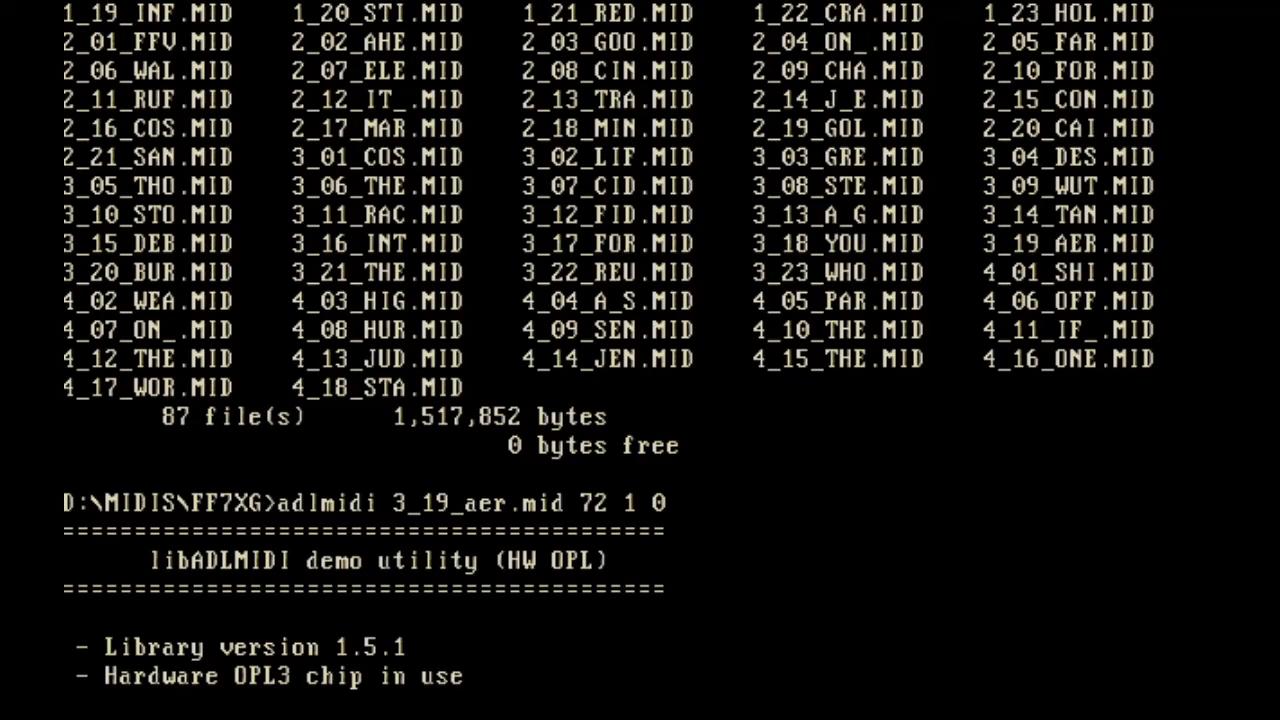 1_19_INF.MID 1_20_STI.MID 1_21_RED.MID 1_22_CRA.MID 1_23_HOL.MID
2_01_FFV.MID 2_02_AHE.MID 2_03_GOO.MID 2_04_ON_.MID 2_05_FAR.MID
2_06_WAL.MID 2_07_ELE.MID 2_08_CIN.MID 2_09_CHA.MID 2_10_FOR.MID
2_11_RUF.MID 2_12_IT_.MID 2_13_TRA.MID 2_14_J_E.MID 2_15_CON.MID
2_16_COS.MID 2_17_MAR.MID 2_18_MIN.MID 2_19_GOL.MID 2_20_CAI.MID
2_21_SAN.MID 3_01_COS.MID 3_02_LIF.MID 3_03_GRE.MID 3_04_DES.MID
3_05_THO.MID 3_06_THE.MID 3_07_CID.MID 3_08_STE.MID 3_09_WUT.MID
3_10_STO.MID 3_11_RAC.MID 3_12_FID.MID 3_13_A_G.MID 3_14_TAN.MID
3_15_DEB.MID 3_16_INT.MID 3_17_FOR.MID 3_18_YOU.MID 3_19_AER.MID
3_20_BUR.MID 3_21_THE.MID 3_22_REU.MID 3_23_WHO.MID 4_01_SHI.MID
4_02_WEA.MID 4_03_HIG.MID 4_04_A_S.MID 4_05_PAR.MID 4_06_OFF.MID
4_07_ON_.MID 4_08_HUR.MID 4_09_SEN.MID 4_10_THE.MID 4_11_IF_.MID
4_12_THE.MID 4_13_JUD.MID 4_14_JEN.MID 4_15_THE.MID 4_16_ONE.MID
4_17_WOR.MID 4_18_STA.MID
87 file(s) 1,517,852 bytes
0 bytes free
D:\MIDIS\FF7XG>adlmidi 3_19_aer.mid 72 1 0
==========================================
libADLMIDI demo utility (HW OPL)
==========================================
- Library version 1.5.1
- Hardware OPL3 chip in use